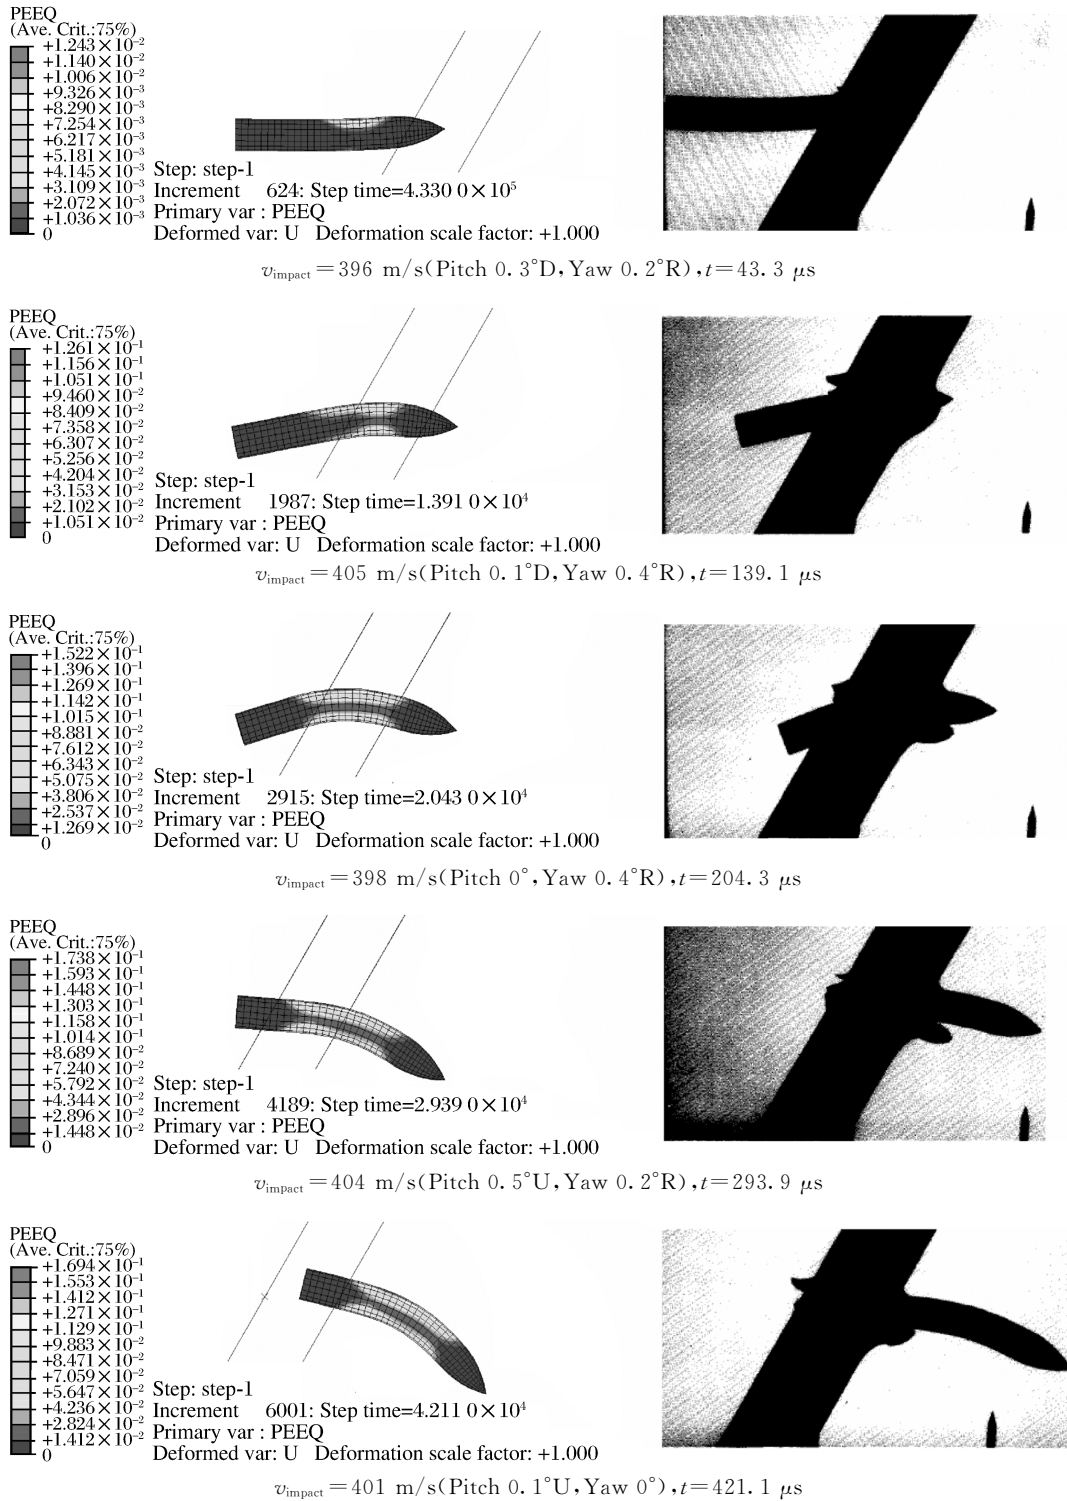 PEEQ
(Ave. Crit.:75%)
+1.243×10⁻²
+1.140×10⁻²
+1.006×10⁻²
+9.326×10⁻³
+8.290×10⁻³
+7.254×10⁻³
+6.217×10⁻³
+5.181×10⁻³
+4.145×10⁻³
+3.109×10⁻³
+2.072×10⁻³
+1.036×10⁻³
0
Step: step-1
Increment 624: Step time=4.330 0×10⁵
Primary var : PEEQ
Deformed var: U Deformation scale factor: +1.000
v_impact=396 m/s(Pitch 0.3°D,Yaw 0.2°R),t=43.3 μs
PEEQ
(Ave. Crit.:75%)
+1.261×10⁻¹
+1.156×10⁻¹
+1.051×10⁻¹
+9.460×10⁻²
+8.409×10⁻²
+7.358×10⁻²
+6.307×10⁻²
+5.256×10⁻²
+4.204×10⁻²
+3.153×10⁻²
+2.102×10⁻²
+1.051×10⁻²
0
Step: step-1
Increment 1987: Step time=1.391 0×10⁴
Primary var : PEEQ
Deformed var: U Deformation scale factor: +1.000
v_impact=405 m/s(Pitch 0.1°D,Yaw 0.4°R),t=139.1 μs
PEEQ
(Ave. Crit.:75%)
+1.522×10⁻¹
+1.396×10⁻¹
+1.269×10⁻¹
+1.142×10⁻¹
+1.015×10⁻¹
+8.881×10⁻²
+7.612×10⁻²
+6.343×10⁻²
+5.075×10⁻²
+3.806×10⁻²
+2.537×10⁻²
+1.269×10⁻²
0
Step: step-1
Increment 2915: Step time=2.043 0×10⁴
Primary var : PEEQ
Deformed var: U Deformation scale factor: +1.000
v_impact=398 m/s(Pitch 0°,Yaw 0.4°R),t=204.3 μs
PEEQ
(Ave. Crit.:75%)
+1.738×10⁻¹
+1.593×10⁻¹
+1.448×10⁻¹
+1.303×10⁻¹
+1.158×10⁻¹
+1.014×10⁻¹
+8.689×10⁻²
+7.240×10⁻²
+5.792×10⁻²
+4.344×10⁻²
+2.896×10⁻²
+1.448×10⁻²
0
Step: step-1
Increment 4189: Step time=2.939 0×10⁴
Primary var : PEEQ
Deformed var: U Deformation scale factor: +1.000
v_impact=404 m/s(Pitch 0.5°U,Yaw 0.2°R),t=293.9 μs
PEEQ
(Ave. Crit.:75%)
+1.694×10⁻¹
+1.553×10⁻¹
+1.412×10⁻¹
+1.271×10⁻¹
+1.129×10⁻¹
+9.883×10⁻²
+8.471×10⁻²
+7.059×10⁻²
+5.647×10⁻²
+4.236×10⁻²
+2.824×10⁻²
+1.412×10⁻²
0
Step: step-1
Increment 6001: Step time=4.211 0×10⁴
Primary var : PEEQ
Deformed var: U Deformation scale factor: +1.000
v_impact=401 m/s(Pitch 0.1°U,Yaw 0°),t=421.1 μs